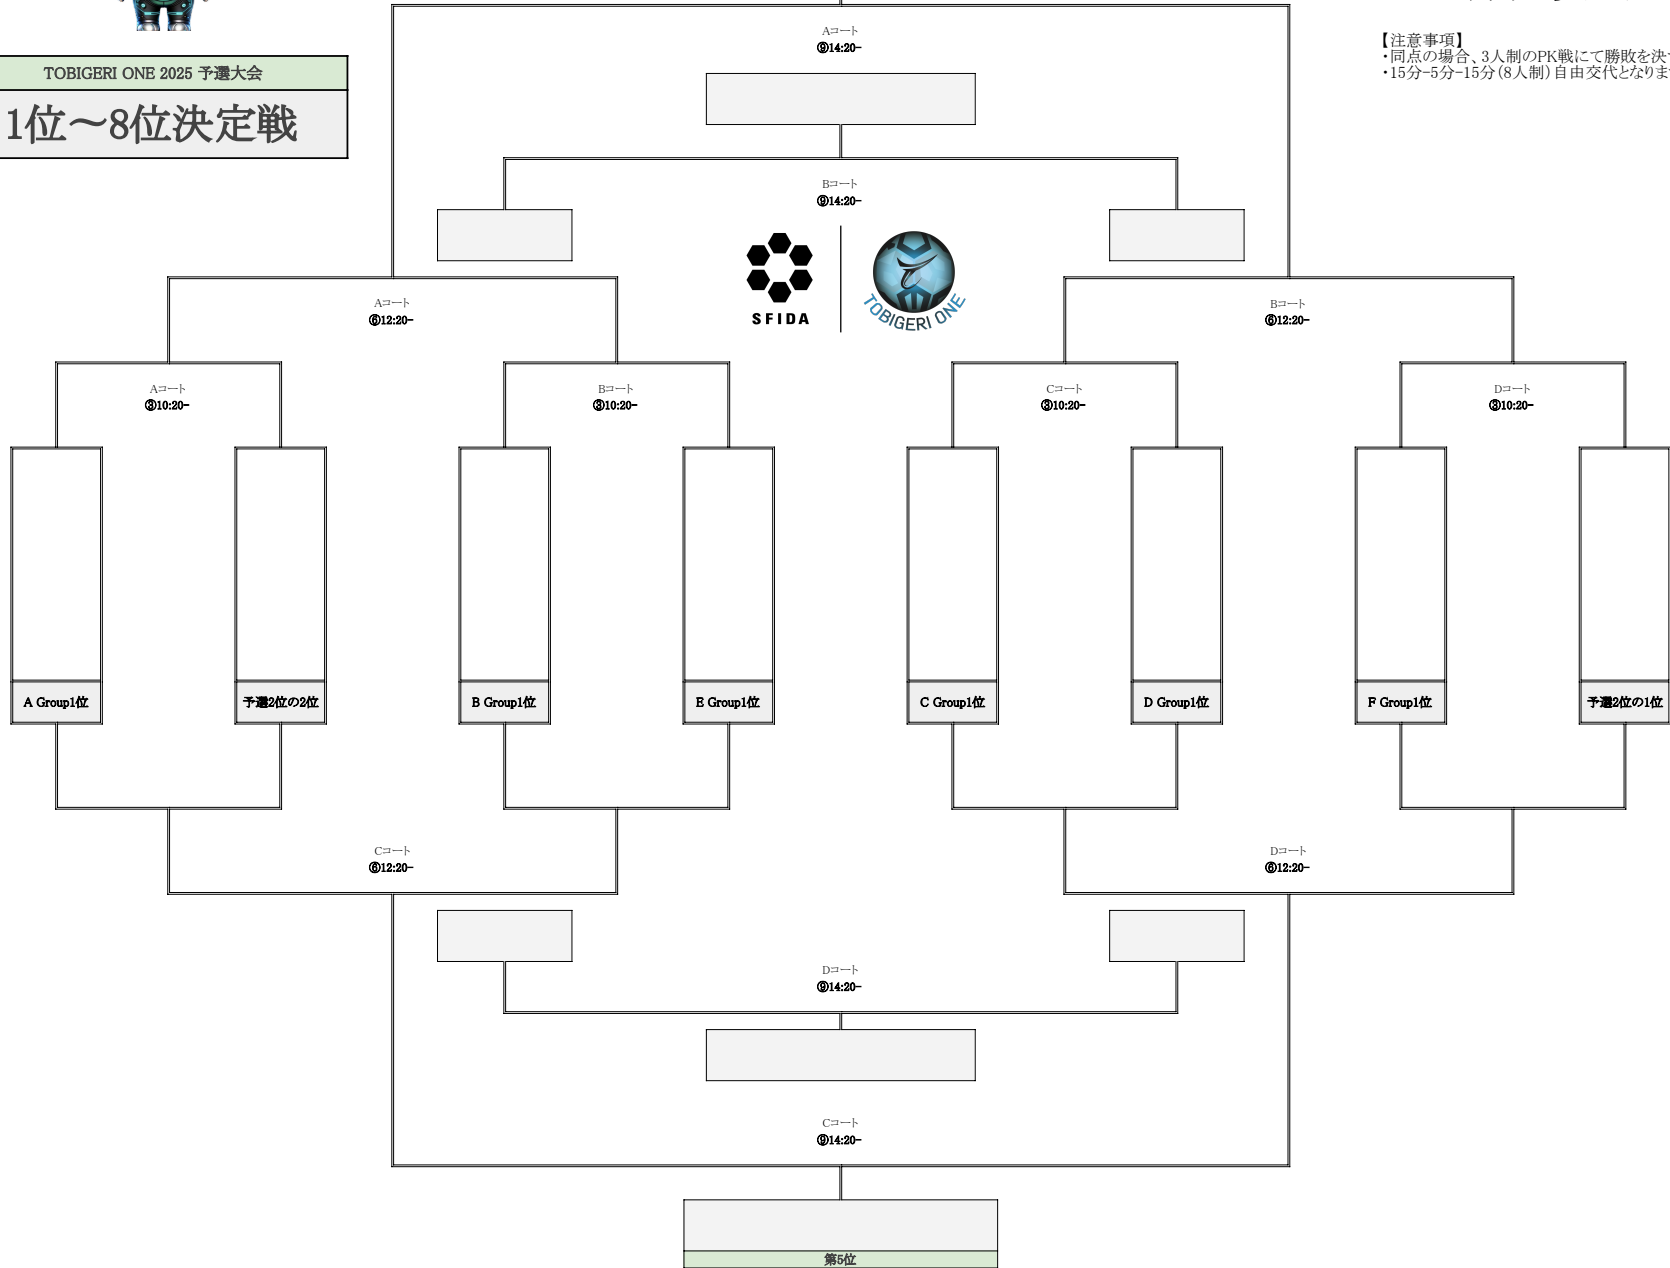 Aコート
⑨14:20-
【注意事項】
・同点の場合、3人制のPK戦にて勝敗を決
・15分-5分-15分(8人制)自由交代となりま
TOBIGERI ONE 2025 予選大会
1位～8位決定戦
Bコート
⑨14:20-
SFIDA
TOBIGERI ONE
Aコート
⑥12:20-
Bコート
⑥12:20-
Aコート
③10:20-
Bコート
③10:20-
Cコート
③10:20-
Dコート
③10:20-
A Group1位
予選2位の2位
B Group1位
E Group1位
C Group1位
D Group1位
F Group1位
予選2位の1位
Cコート
⑥12:20-
Dコート
⑥12:20-
Dコート
⑨14:20-
Cコート
⑨14:20-
第5位